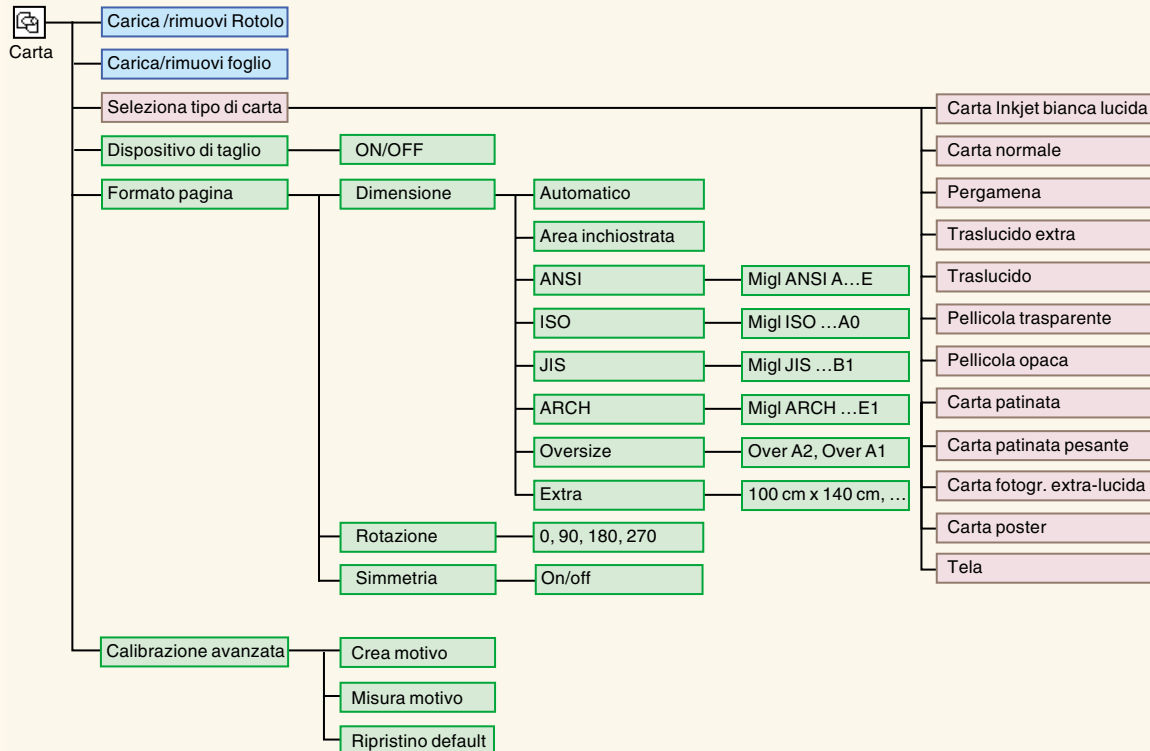 Carta
Carica /rimuovi Rotolo
Carica/rimuovi foglio
Seleziona tipo di carta
Carta Inkjet bianca lucida
Carta normale
Pergamena
Traslucido extra
Traslucido
Pellicola trasparente
Pellicola opaca
Carta patinata
Carta patinata pesante
Carta fotogr. extra-lucida
Carta poster
Tela
Dispositivo di taglio
ON/OFF
Formato pagina
Dimensione
Automatico
Area inchiostrata
ANSI
Migl ANSI A...E
ISO
Migl ISO ...A0
JIS
Migl JIS ...B1
ARCH
Migl ARCH ...E1
Oversize
Over A2, Over A1
Extra
100 cm x 140 cm, ...
Rotazione
0, 90, 180, 270
Simmetria
On/off
Calibrazione avanzata
Crea motivo
Misura motivo
Ripristino default